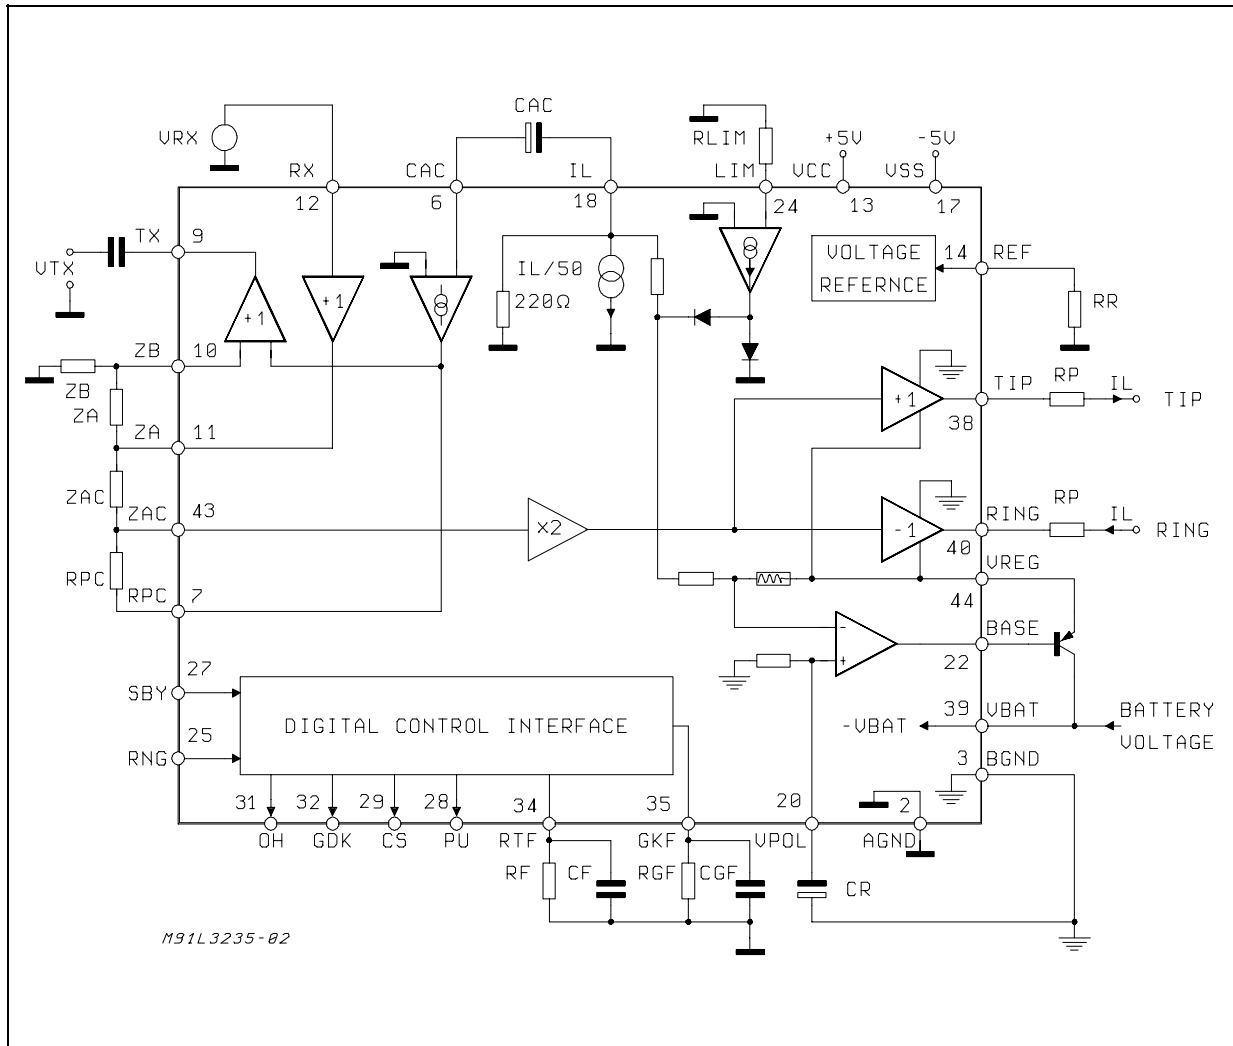 CAC
VRX
RLIM
+5V
-5V
RX
CAC
IL
LIM
VCC
VSS
12
6
18
24
13
17
TX
9
VTX
+1
+1
IL/50
220Ω
VOLTAGE
REFERNCE
14
REF
RR
ZB
10
ZB
ZA
ZA
11
+1
TIP
38
RP
IL
TIP
ZAC
ZAC
43
X2
-1
RING
40
RP
IL
RING
RPC
RPC
7
VREG
44
-
+
BASE
22
SBY
27
RNG
25
DIGITAL CONTROL INTERFACE
-VBAT
39
VBAT
BATTERY
VOLTAGE
3
BGND
31
32
29
28
34
35
20
2
OH
GDK
CS
PU
RTF
GKF
VPOL
AGND
RF
CF
RGF
CGF
CR
M91L3235-02